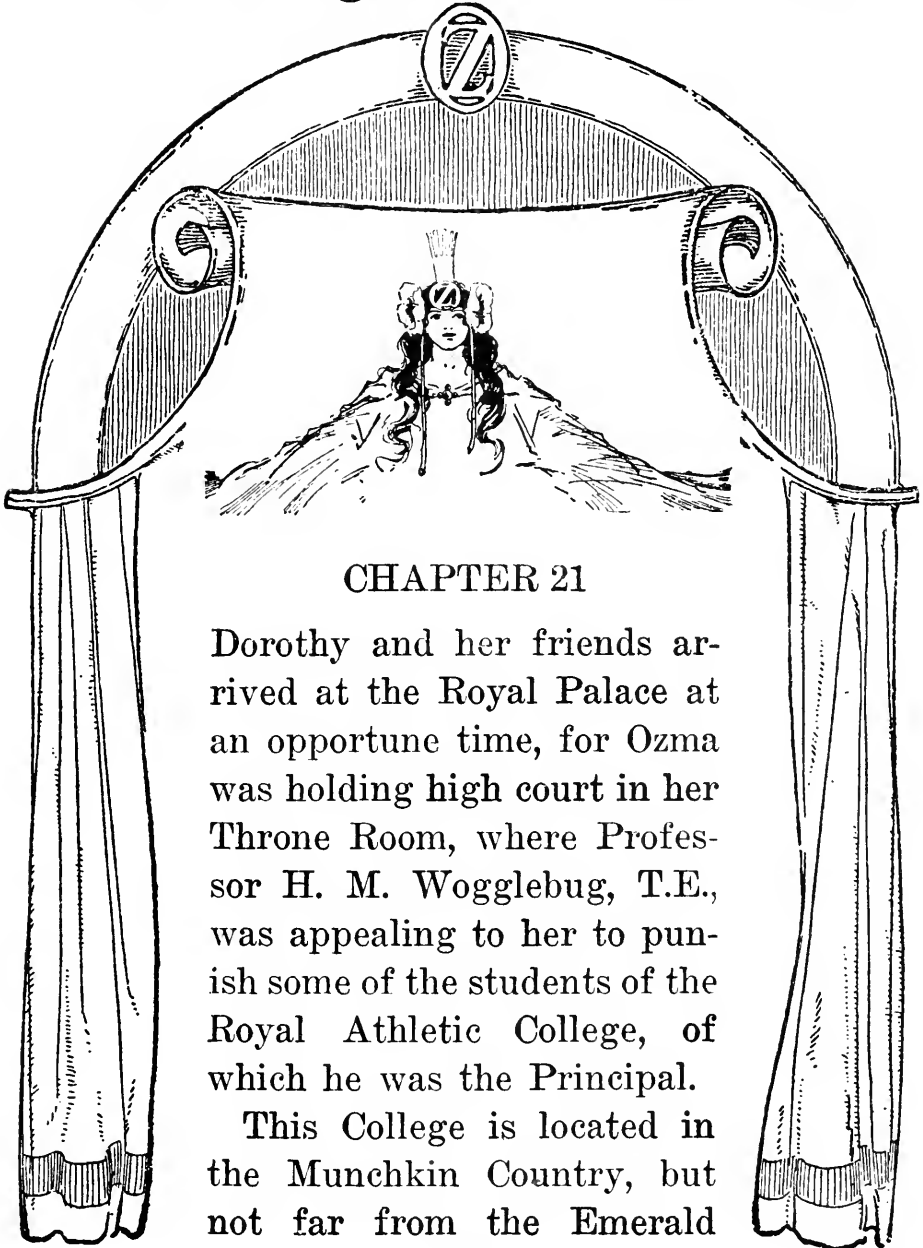 OZ
OZ
CHAPTER 21
Dorothy and her friends ar-
rived at the Royal Palace at
an opportune time, for Ozma
was holding high court in her
Throne Room, where Profes-
sor H. M. Wogglebug, T.E.,
was appealing to her to pun-
ish some of the students of the
Royal Athletic College, of
which he was the Principal.
This College is located in
the Munchkin Country, but
not far from the Emerald